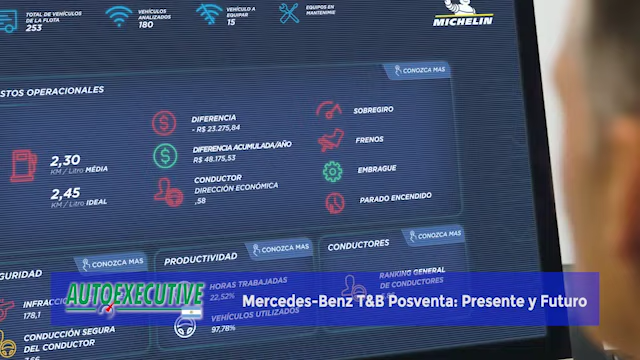 TOTAL DE VEHÍCULOS
DE LA FLOTA
253
VEHÍCULOS
ANALIZADOS
180
VEHÍCULO A
EQUIPAR
15
EQUIPOS EN
MANTENIMIE
MICHELIN
STOS OPERACIONALES
CONOZCA MAS
2,30
KM / Litro MÉDIA
2,45
KM / Litro IDEAL
DIFERENCIA
- R$ 23.275,84
DIFERENCIA ACUMULADA/AÑO
R$ 48.175,53
CONDUCTOR
DIRECCIÓN ECONÓMICA
,58
SOBREGIRO
FRENOS
EMBRAGUE
PARADO ENCENDIDO
GURIDAD
CONOZCA MAS
INFRACCI
178,1
CONDUCCIÓN SEGURA
DEL CONDUCTOR
PRODUCTIVIDAD
CONOZCA MAS
HORAS TRABAJADAS
22,52%
VEHÍCULOS UTILIZADOS
97,78%
CONDUCTORES
CONOZCA MAS
RANKING GENERAL
DE CONDUCTORES
AUTOEXECUTIVE
Mercedes-Benz T&B Posventa: Presente y Futuro